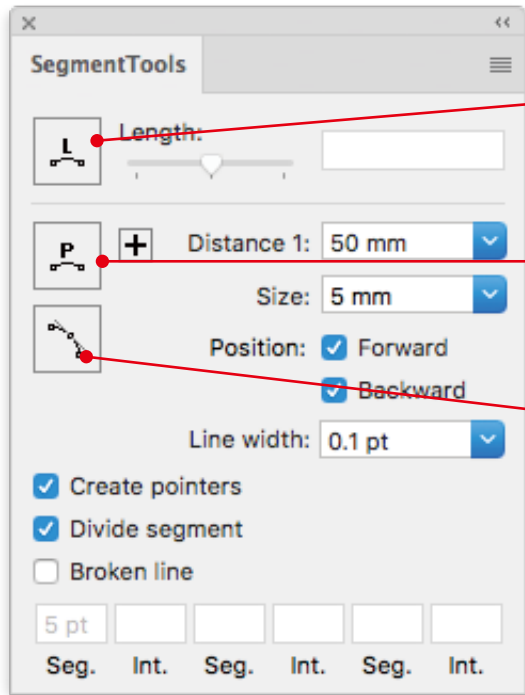 SegmentTools
L
Length:
P
Distance 1: 50 mm
Size: 5 mm
Position: Forward
Backward
Line width: 0.1 pt
Create pointers
Divide segment
Broken line
5 pt
Seg. Int. Seg. Int. Seg. Int.